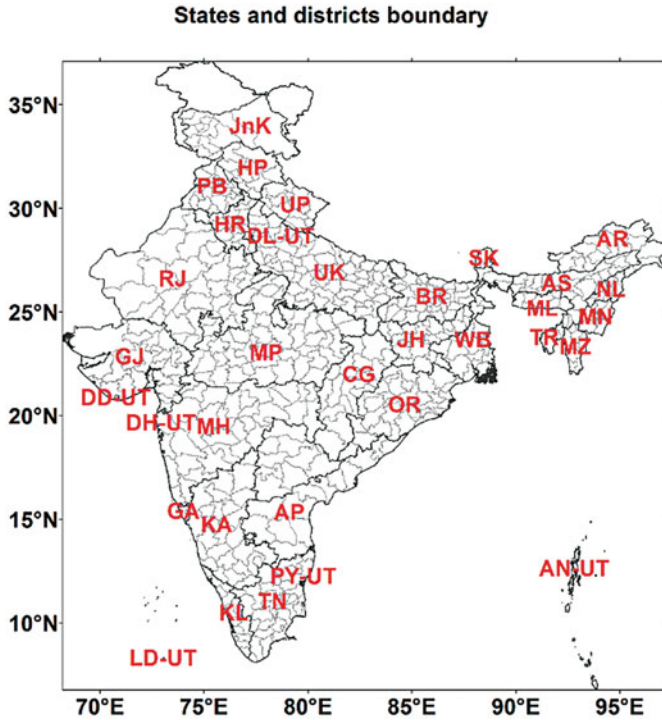 States and districts boundary
35°N
JnK
HP
PB
30°N
UP
HR
DL-UT
AR
SK
RJ
UK
AS
NL
BR
25°N
ML
MN
JH
WB
TR
MZ
GJ
MP
CG
DD-UT
OR
20°N
DH-UT
MH
GA
KA
AP
15°N
PY-UT
AN-UT
TN
10°N
KL
LD-UT
70°E 75°E 80°E 85°E 90°E 95°E